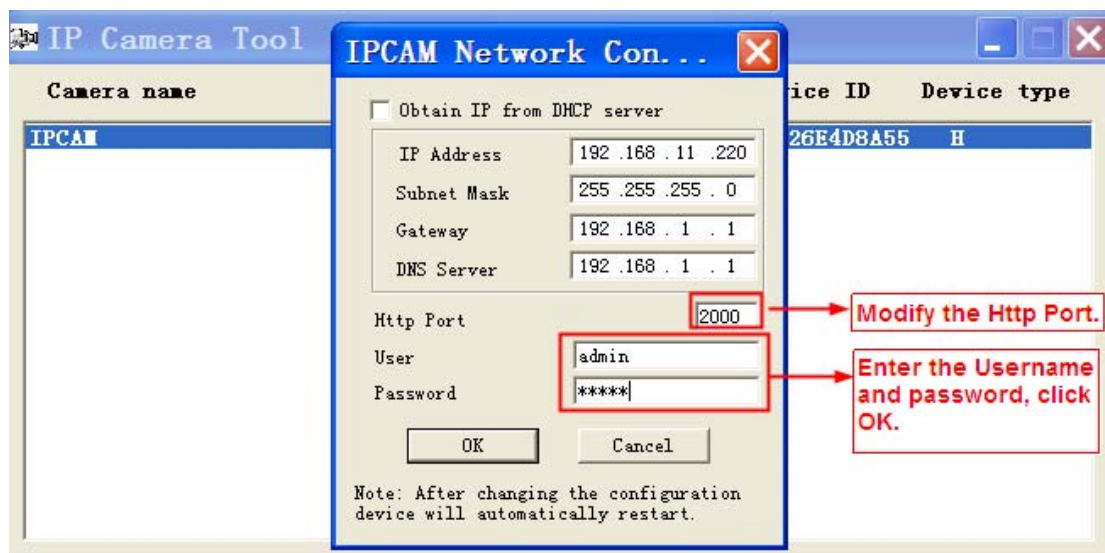 IP Camera Tool
IPCAM Network Con...
Camera name
ice ID
Device type
Obtain IP from DHCP server
IPCAM
26E4D8A55
H
IP Address
192 .168 . 11 .220
Subnet Mask
255 .255 .255 . 0
Gateway
192 .168 . 1 . 1
DNS Server
192 .168 . 1 . 1
Http Port
2000
Modify the Http Port.
User
admin
Password
*****
Enter the Username
and password, click
OK.
OK
Cancel
Note: After changing the configuration
device will automatically restart.